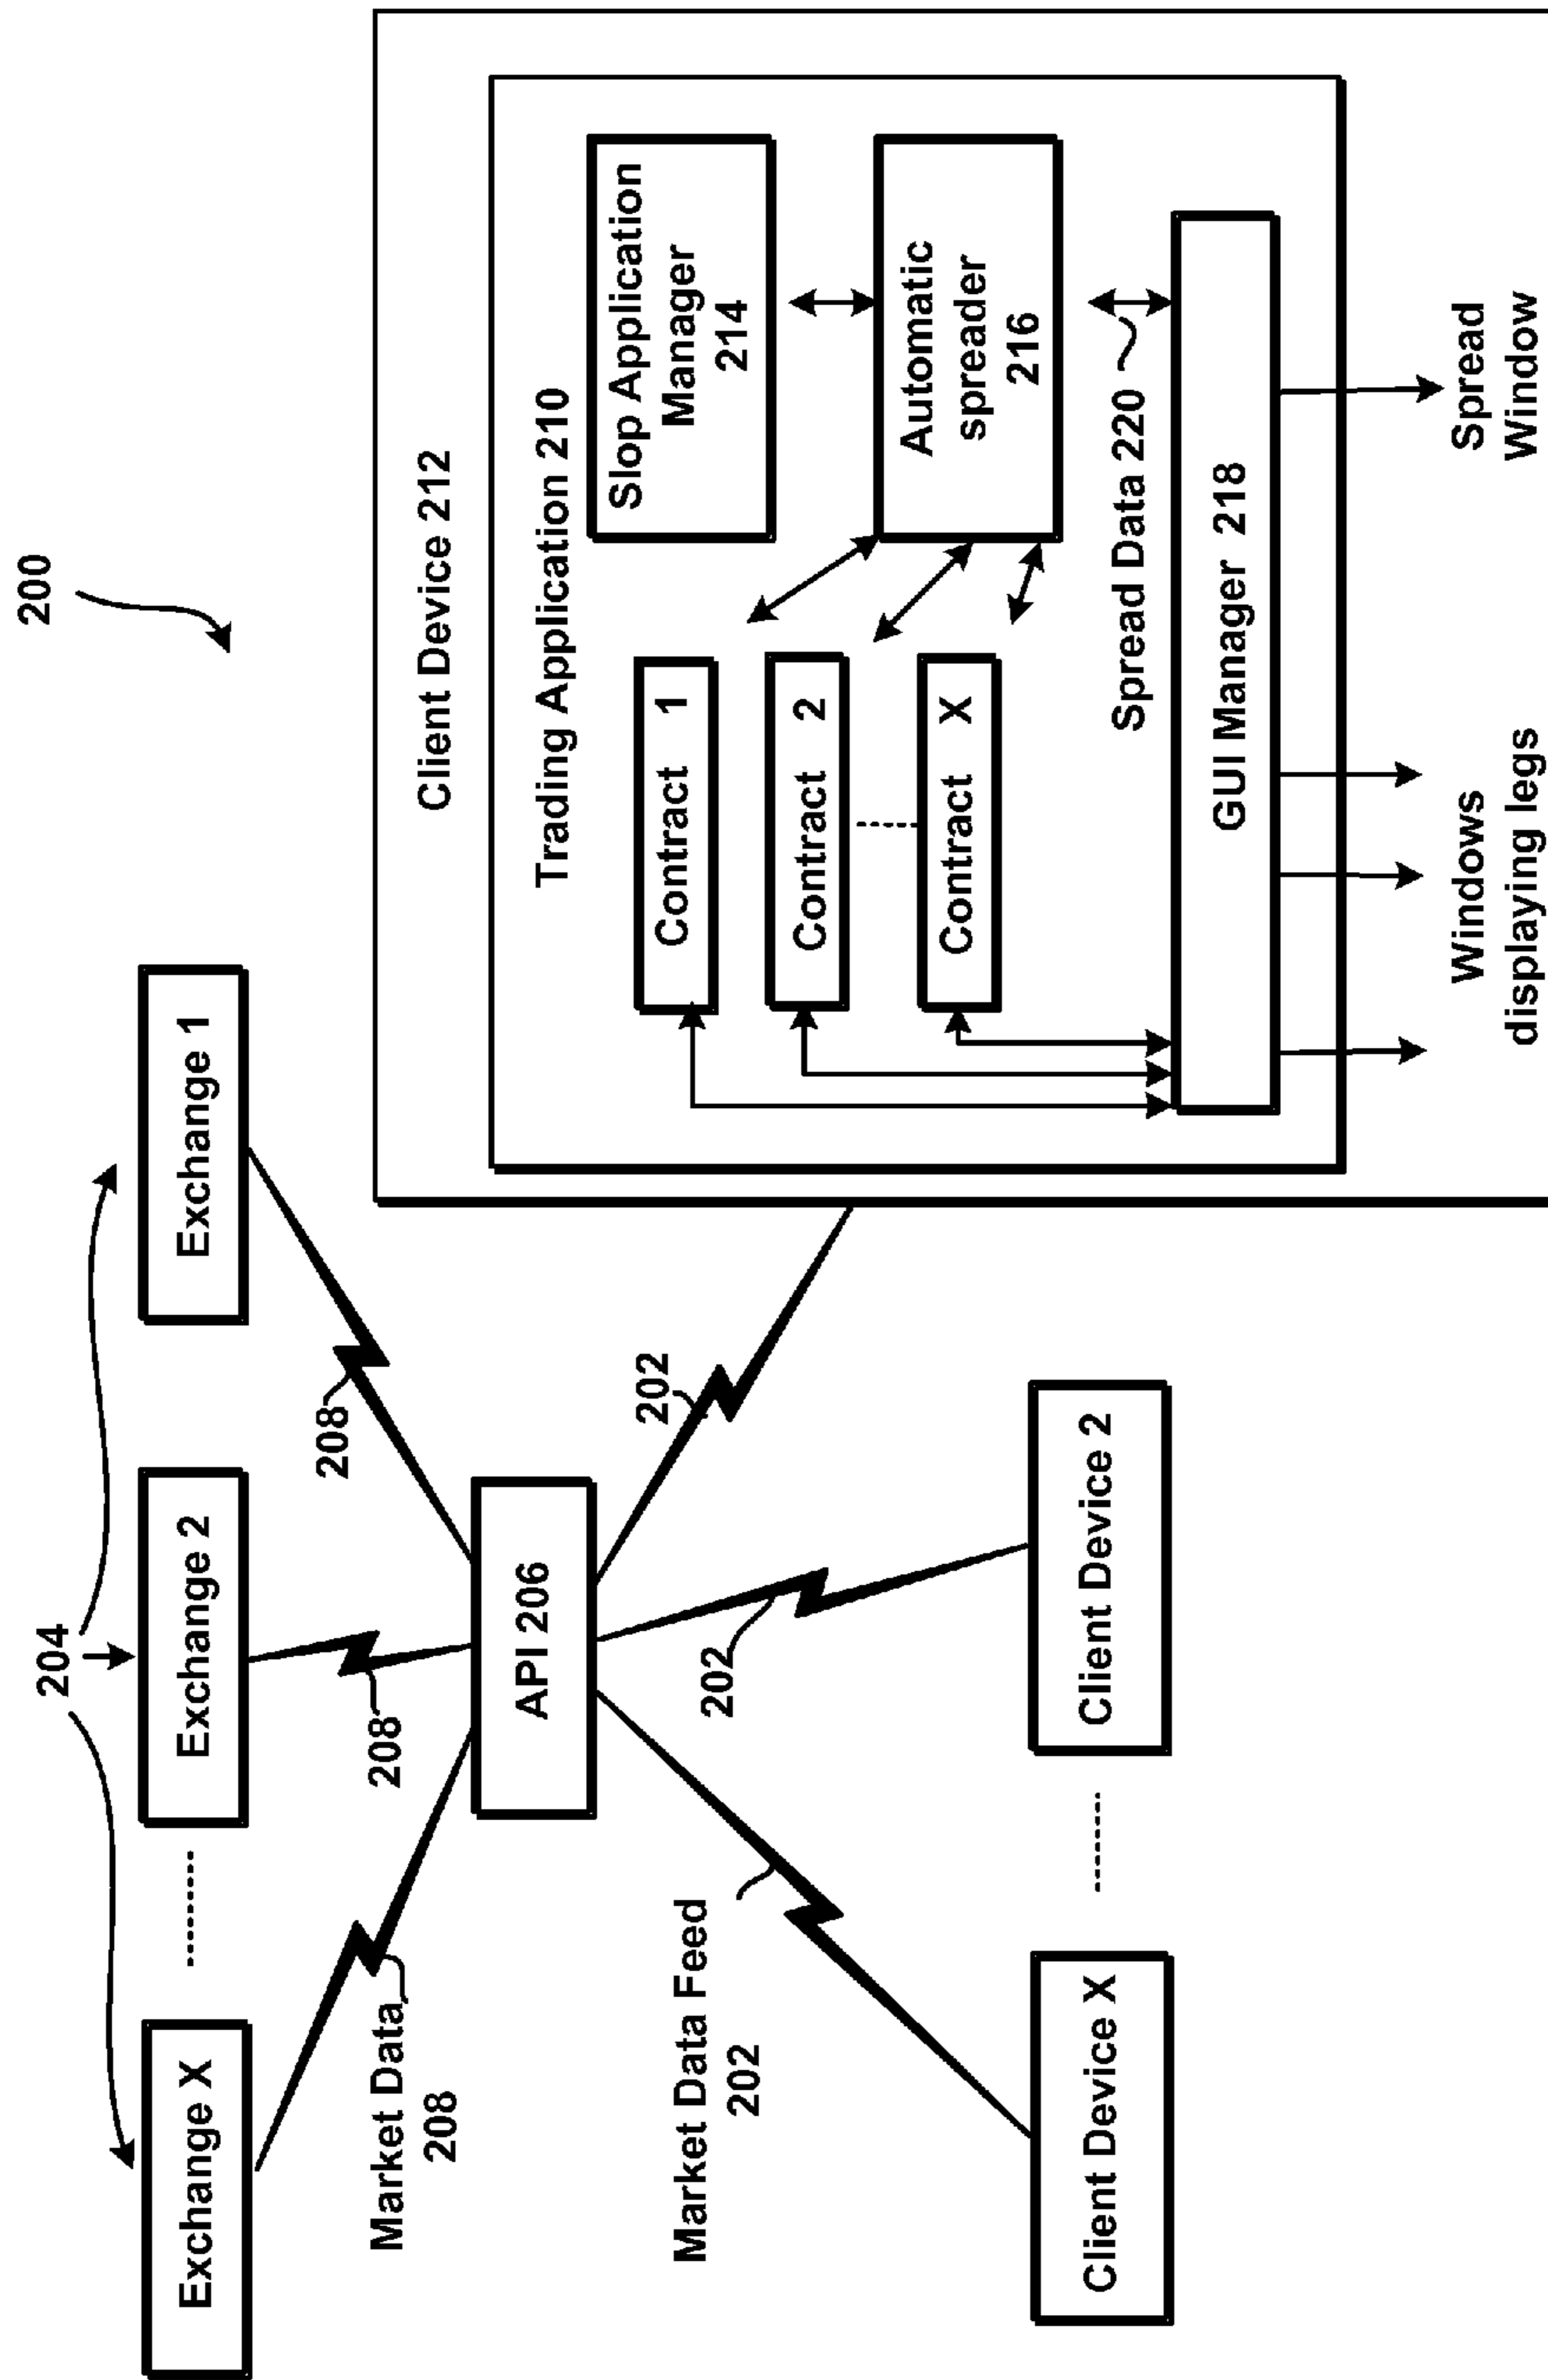 200
204
Exchange X
Exchange 2
Exchange 1
208
Market Data
208
208
API 206
202
Market Data Feed
202
202
Client Device X
Client Device 2
Client Device 212
Trading Application 210
Contract 1
Contract 2
Contract X
Slop Application
Manager
214
Automatic
spreader
216
Spread Data 220
GUI Manager 218
Windows
displaying legs
Spread
Window